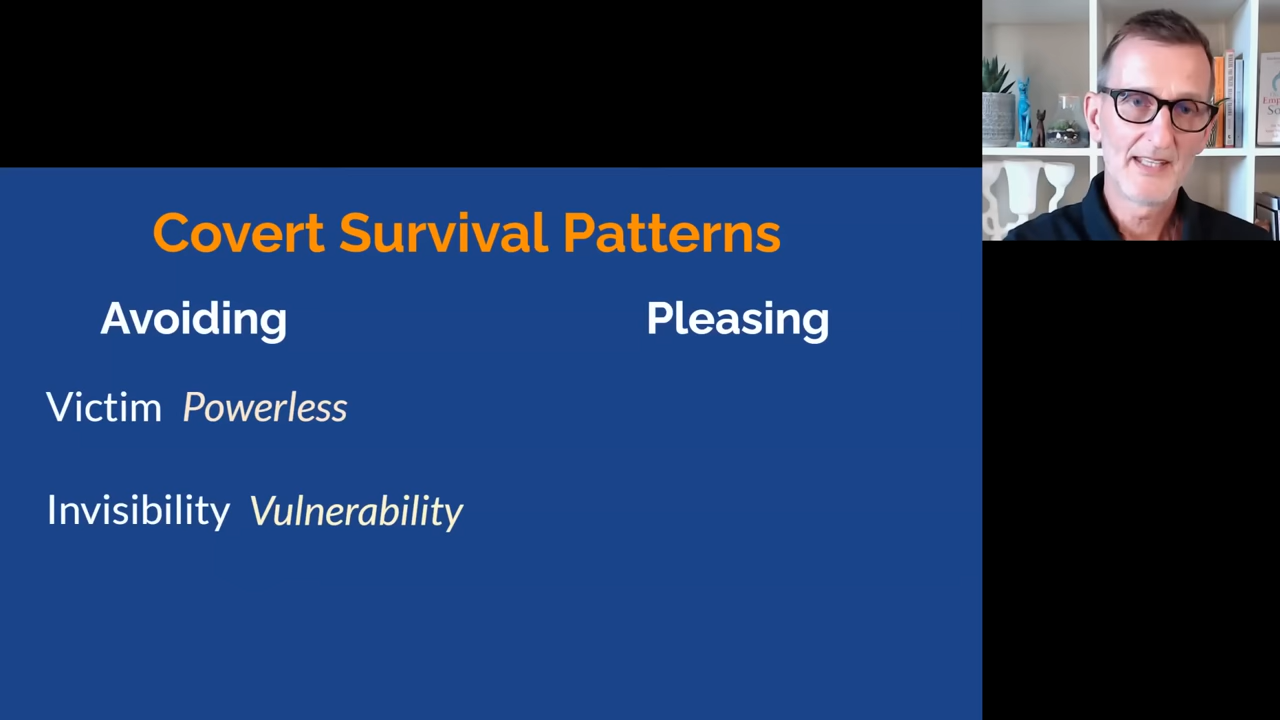 Covert Survival Patterns
Avoiding Pleasing
Victim Powerless
Invisibility Vulnerability